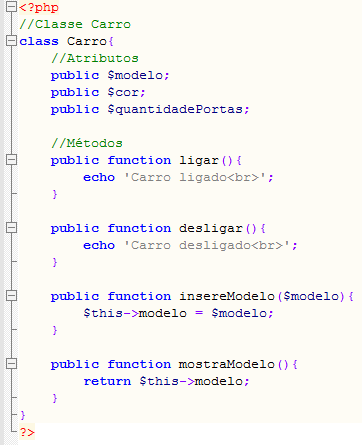 <?php
//Classe Carro
class Carro{
    //Atributos
    public $modelo;
    public $cor;
    public $quantidadePortas;

    //Métodos
    public function ligar(){
        echo 'Carro ligado<br>';
    }

    public function desligar(){
        echo 'Carro desligado<br>';
    }

    public function insereModelo($modelo){
        $this->modelo = $modelo;
    }

    public function mostraModelo(){
        return $this->modelo;
    }
}
?>